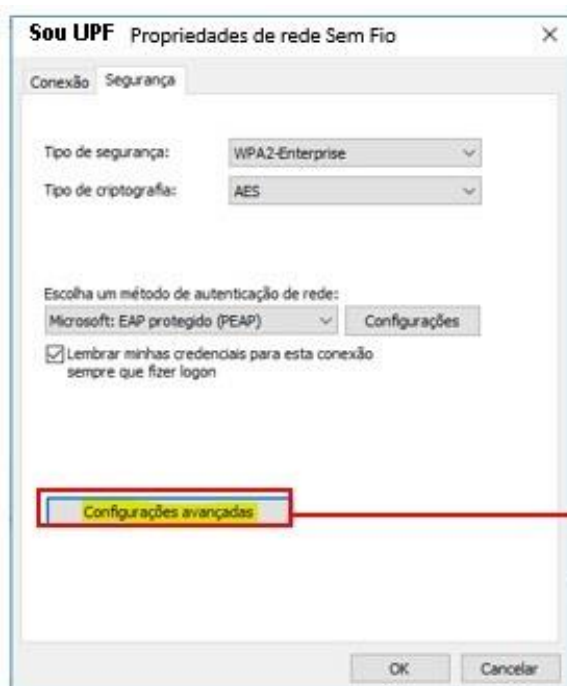 Sou UPF Propriedades de rede Sem Fio
Conexão Segurança
Tipo de segurança: WPA2-Enterprise
Tipo de criptografia: AES
Escolha um método de autenticação de rede:
Microsoft: EAP protegido (PEAP) Configurações
Lembrar minhas credenciais para esta conexão
sempre que fizer logon
Configurações avançadas
OK Cancelar